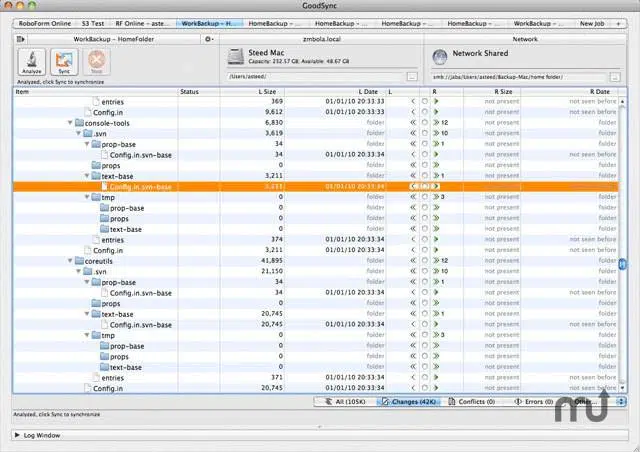 GoodSync
RoboForm Online S3 Test RF Online - aste... WorkBackup - H... HomeBackup - ... HomeBackup - ... HomeBackup - ... HomeBackup - ... New Job
WorkBackup - HomeFolder zmbola.local Network
Analyze Sync Stop
Steed Mac
Capacity: 232.57 GB. Available: 48.67 GB
Network Shared
/Users/asteed ... smb://jabs/Users/asteed/Backup-Mac/home folder/ ...
Analyzed, click Sync to synchronize
Item Status L Size L Date L R R Size R Date
entries 369 01/01/10 20:33:33 not present not seen before
Config.in 9,612 01/01/10 20:33:33 not present not seen before
console-tools 6,830 folder 12 not present folder
.svn 3,619 folder 10 not present folder
prop-base 34 folder 1 not present folder
Config.in.svn-base 34 01/01/10 20:33:34 not present not seen before
props 0 folder not present folder
text-base 3,211 folder 1 not present folder
Config.in.svn-base 3,211 01/01/10 20:33:34 not present not seen before
tmp 0 folder 3 not present folder
prop-base 0 folder not present folder
props 0 folder not present folder
text-base 0 folder not present folder
entries 374 01/01/10 20:33:34 not present not seen before
Config.in 3,211 01/01/10 20:33:34 not present not seen before
coreutils 41,895 folder 12 not present folder
.svn 21,150 folder 10 not present folder
prop-base 34 folder 1 not present folder
Config.in.svn-base 34 01/01/10 20:33:34 not present not seen before
props 0 folder not present folder
text-base 20,745 folder 1 not present folder
Config.in.svn-base 20,745 01/01/10 20:33:34 not present not seen before
tmp 0 folder 3 not present folder
prop-base 0 folder not present folder
props 0 folder not present folder
text-base 0 folder not present folder
entries 371 01/01/10 20:33:34 not present not seen before
Config.in 20,745 01/01/10 20:33:34 not present not seen before
All (105K) Changes (42K) Conflicts (0) Errors (0) Other...
Analyzed, click Sync to synchronize
Log Window